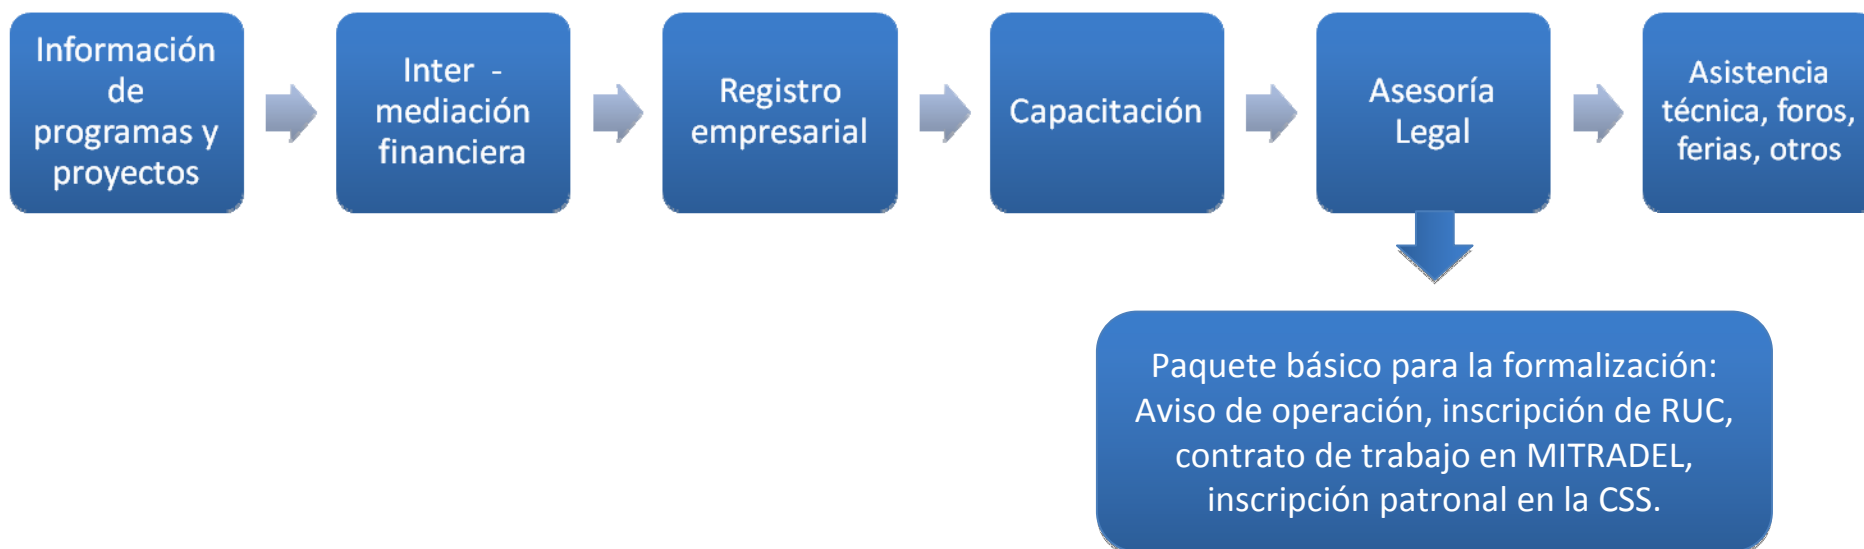 Información
de
programas y
proyectos
Inter -
mediación
financiera
Registro
empresarial
Capacitación
Asesoría
Legal
Asistencia
técnica, foros,
ferias, otros
Paquete básico para la formalización:
Aviso de operación, inscripción de RUC,
contrato de trabajo en MITRADEL,
inscripción patronal en la CSS.